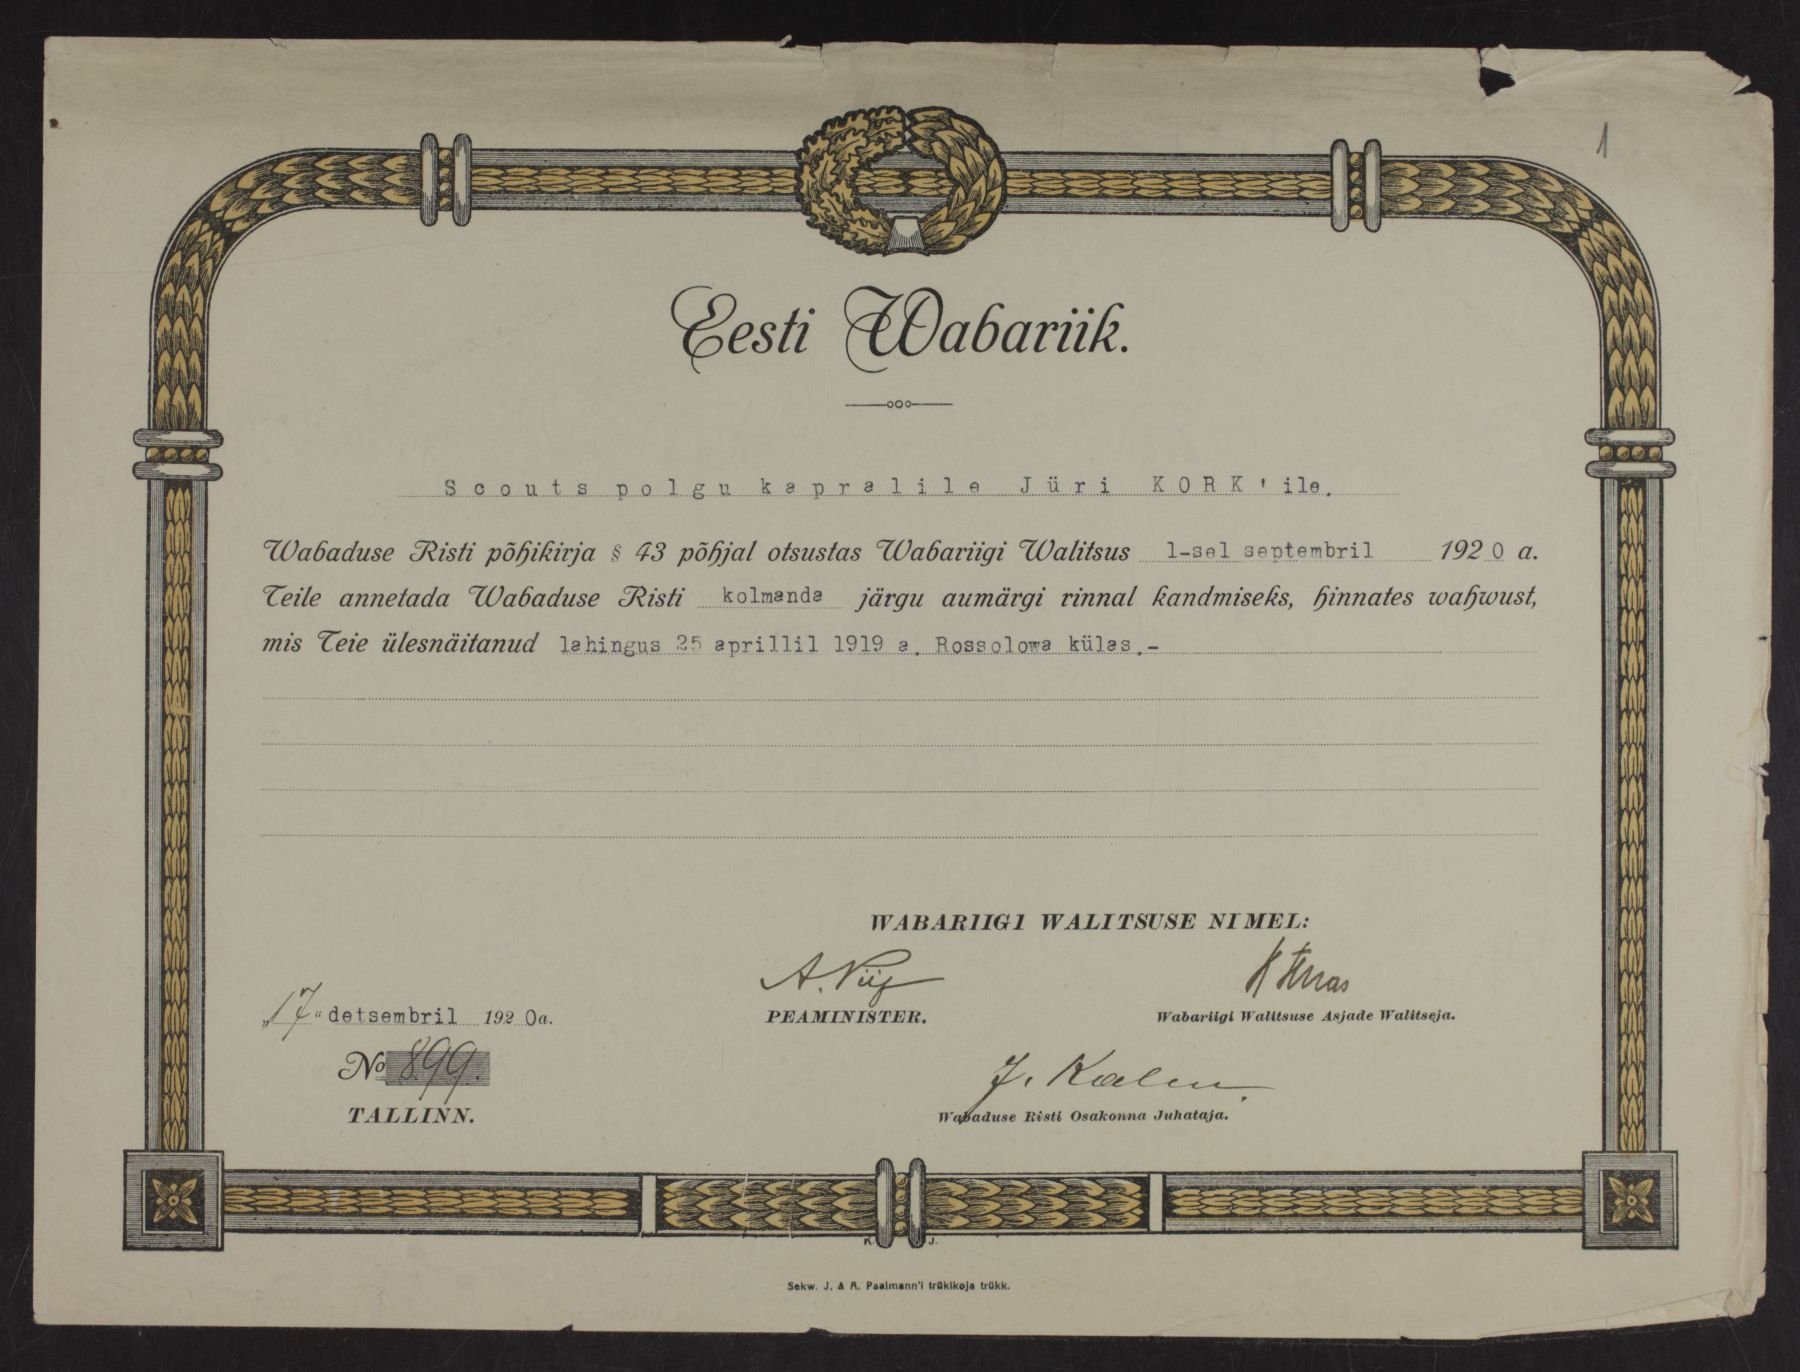 1
Eesti Wabariik.
Scouts polgu kapralile Jüri KORK'ile.
Wabaduse Risti põhikirja § 43 põhjal otsustas Wabariigi Walitsus 1-sel septembril 1920 a.
Teile annetada Wabaduse Risti kolmanda järgu aumärgi rinnal kandmiseks, hinnates wahwust,
mis Teie ülesnäitanud lahingus 25 aprillil 1919 a. Rossolowa külas.-
WABARIIGI WALITSUSE NIMEL:
A. Piip
PEAMINISTER.
Wabariigi Walitsuse Asjade Walitseja.
„17“ detsembril 1920a.
No 899.
TALLINN.
Wabaduse Risti Osakonna Juhataja.
K. J.
Sekw. J. & A. Paalmann'i trükikoja trükk.